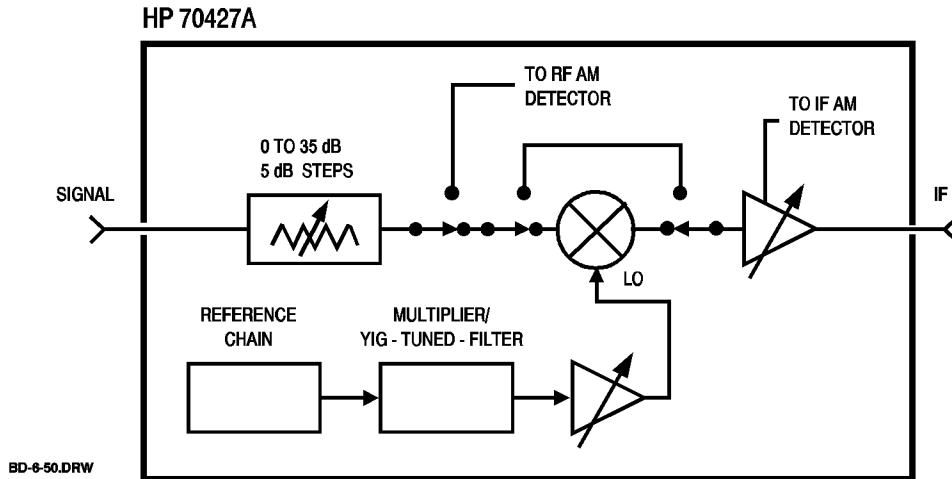 HP 70427A
TO RF AM
DETECTOR
TO IF AM
DETECTOR
0 TO 35 dB
5 dB STEPS
SIGNAL
IF
LO
REFERENCE
CHAIN
MULTIPLIER/
YIG - TUNED - FILTER
BD-6-50.DRW